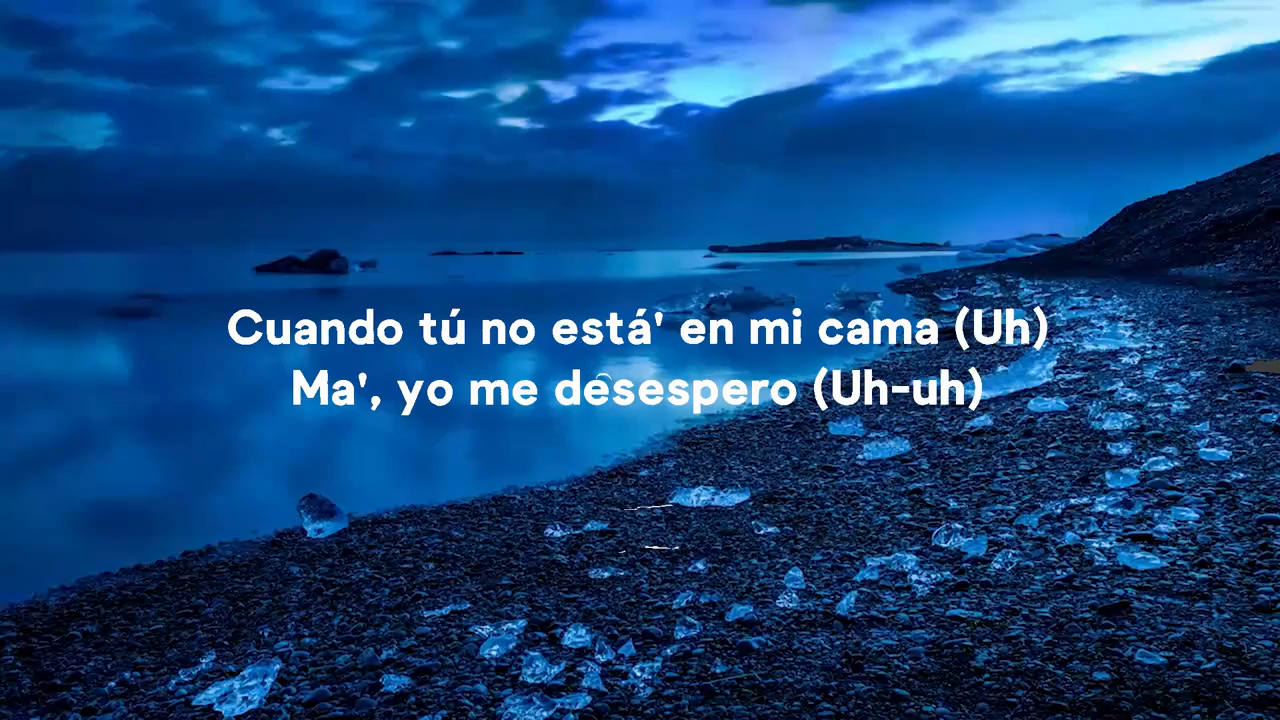 Cuando tú no está' en mi cama (Uh)
Ma', yo me desespero (Uh-uh)